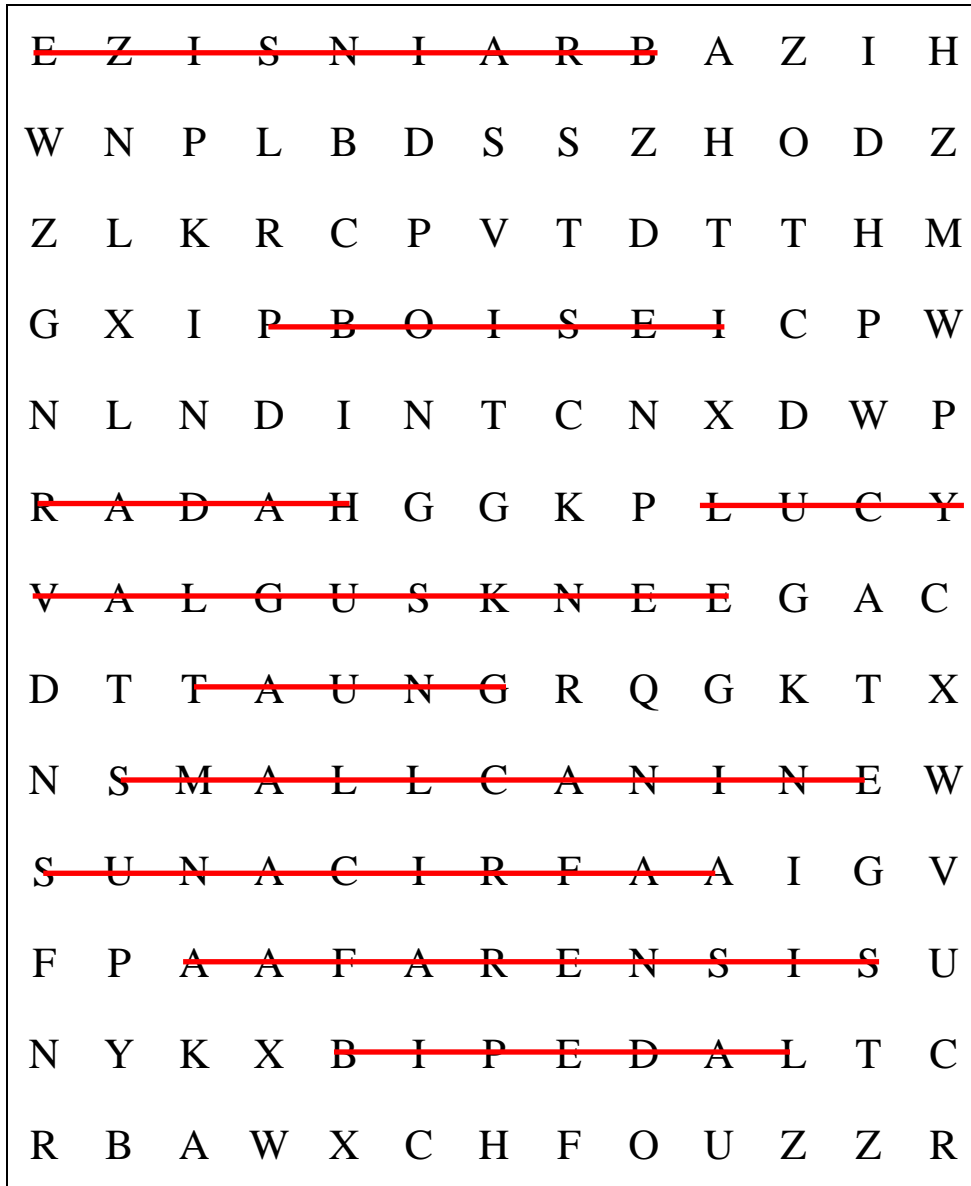 E Z I S N I A R B A Z I H
W N P L B D S S Z H O D Z
Z L K R C P V T D T T H M
G X I P B O I S E I C P W
N L N D I N T C N X D W P
R A D A H G G K P L U C Y
V A L G U S K N E E G A C
D T T A U N G R Q G K T X
N S M A L L C A N I N E W
S U N A C I R F A A I G V
F P A A F A R E N S I S U
N Y K X B I P E D A L T C
R B A W X C H F O U Z Z R